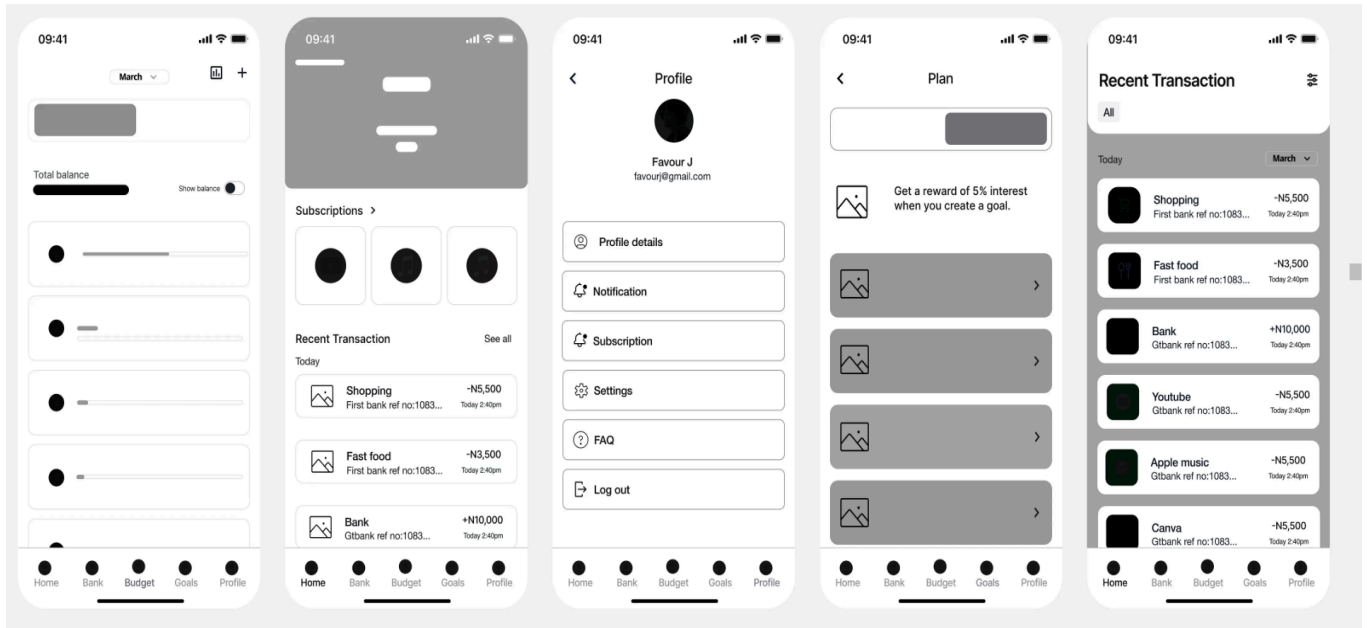 09:41
March
Total balance
Show balance
Home Bank Budget Goals Profile
09:41
Subscriptions >
Recent Transaction See all
Today
Shopping -N5,500
First bank ref no:1083... Today 2:40pm
Fast food -N3,500
First bank ref no:1083... Today 2:40pm
Bank +N10,000
Gtbank ref no:1083... Today 2:40pm
Home Bank Budget Goals Profile
09:41
Profile
Favour J
favourj@gmail.com
Profile details
Notification
Subscription
Settings
FAQ
Log out
Home Bank Budget Goals Profile
09:41
Plan
Get a reward of 5% interest
when you create a goal.
Home Bank Budget Goals Profile
09:41
Recent Transaction
All
Today March
Shopping -N5,500
First bank ref no:1083... Today 2:40pm
Fast food -N3,500
First bank ref no:1083... Today 2:40pm
Bank +N10,000
Gtbank ref no:1083... Today 2:40pm
Youtube -N5,500
Gtbank ref no:1083... Today 2:40pm
Apple music -N5,500
Gtbank ref no:1083... Today 2:40pm
Canva -N5,500
Gtbank ref no:1083... Today 2:40pm
Home Bank Budget Goals Profile